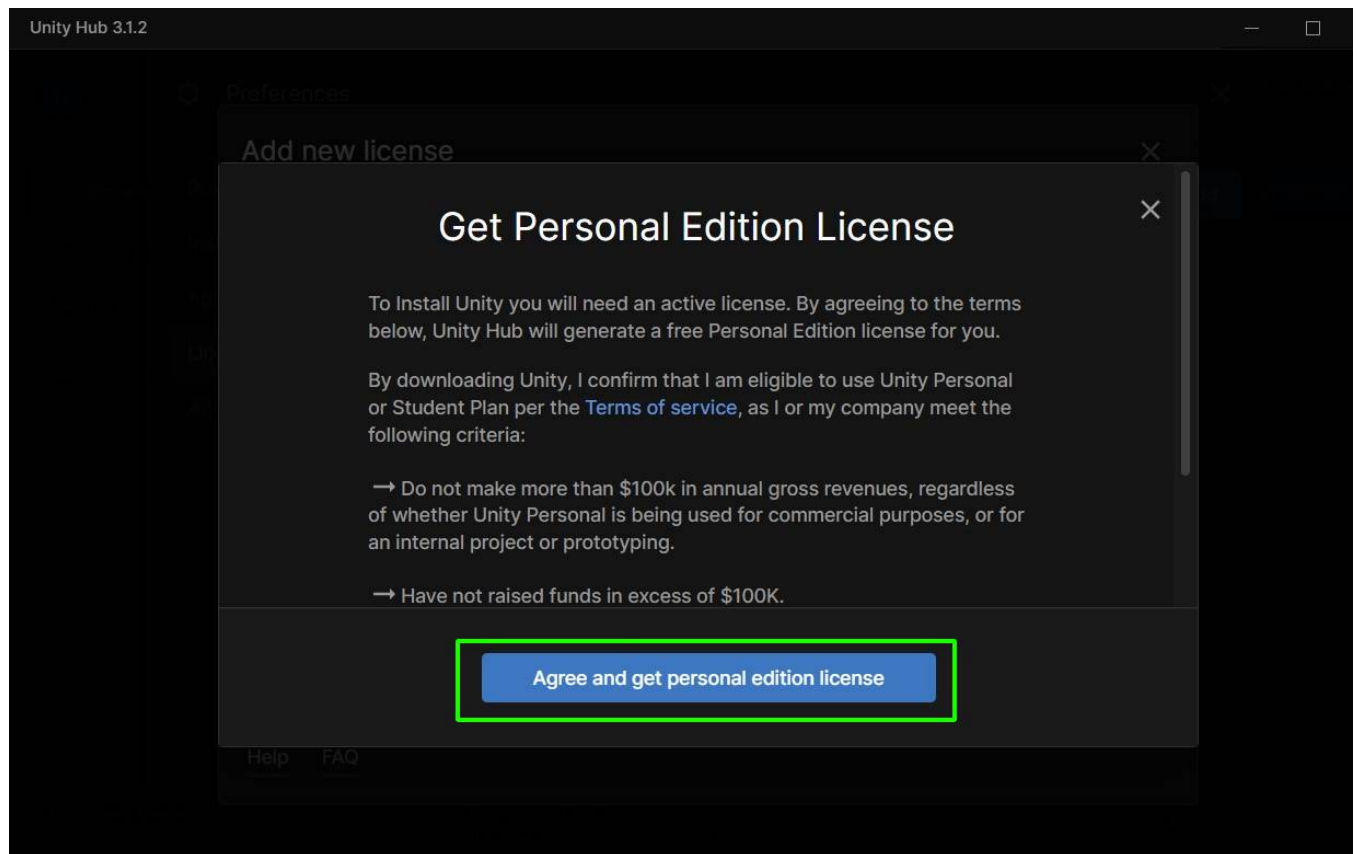 Unity Hub 3.1.2
Preferences
Add new license
Get Personal Edition License
To Install Unity you will need an active license. By agreeing to the terms
below, Unity Hub will generate a free Personal Edition license for you.
By downloading Unity, I confirm that I am eligible to use Unity Personal
or Student Plan per the Terms of service, as I or my company meet the
following criteria:
→ Do not make more than $100k in annual gross revenues, regardless
of whether Unity Personal is being used for commercial purposes, or for
an internal project or prototyping.
→ Have not raised funds in excess of $100K.
Agree and get personal edition license
Help FAQ